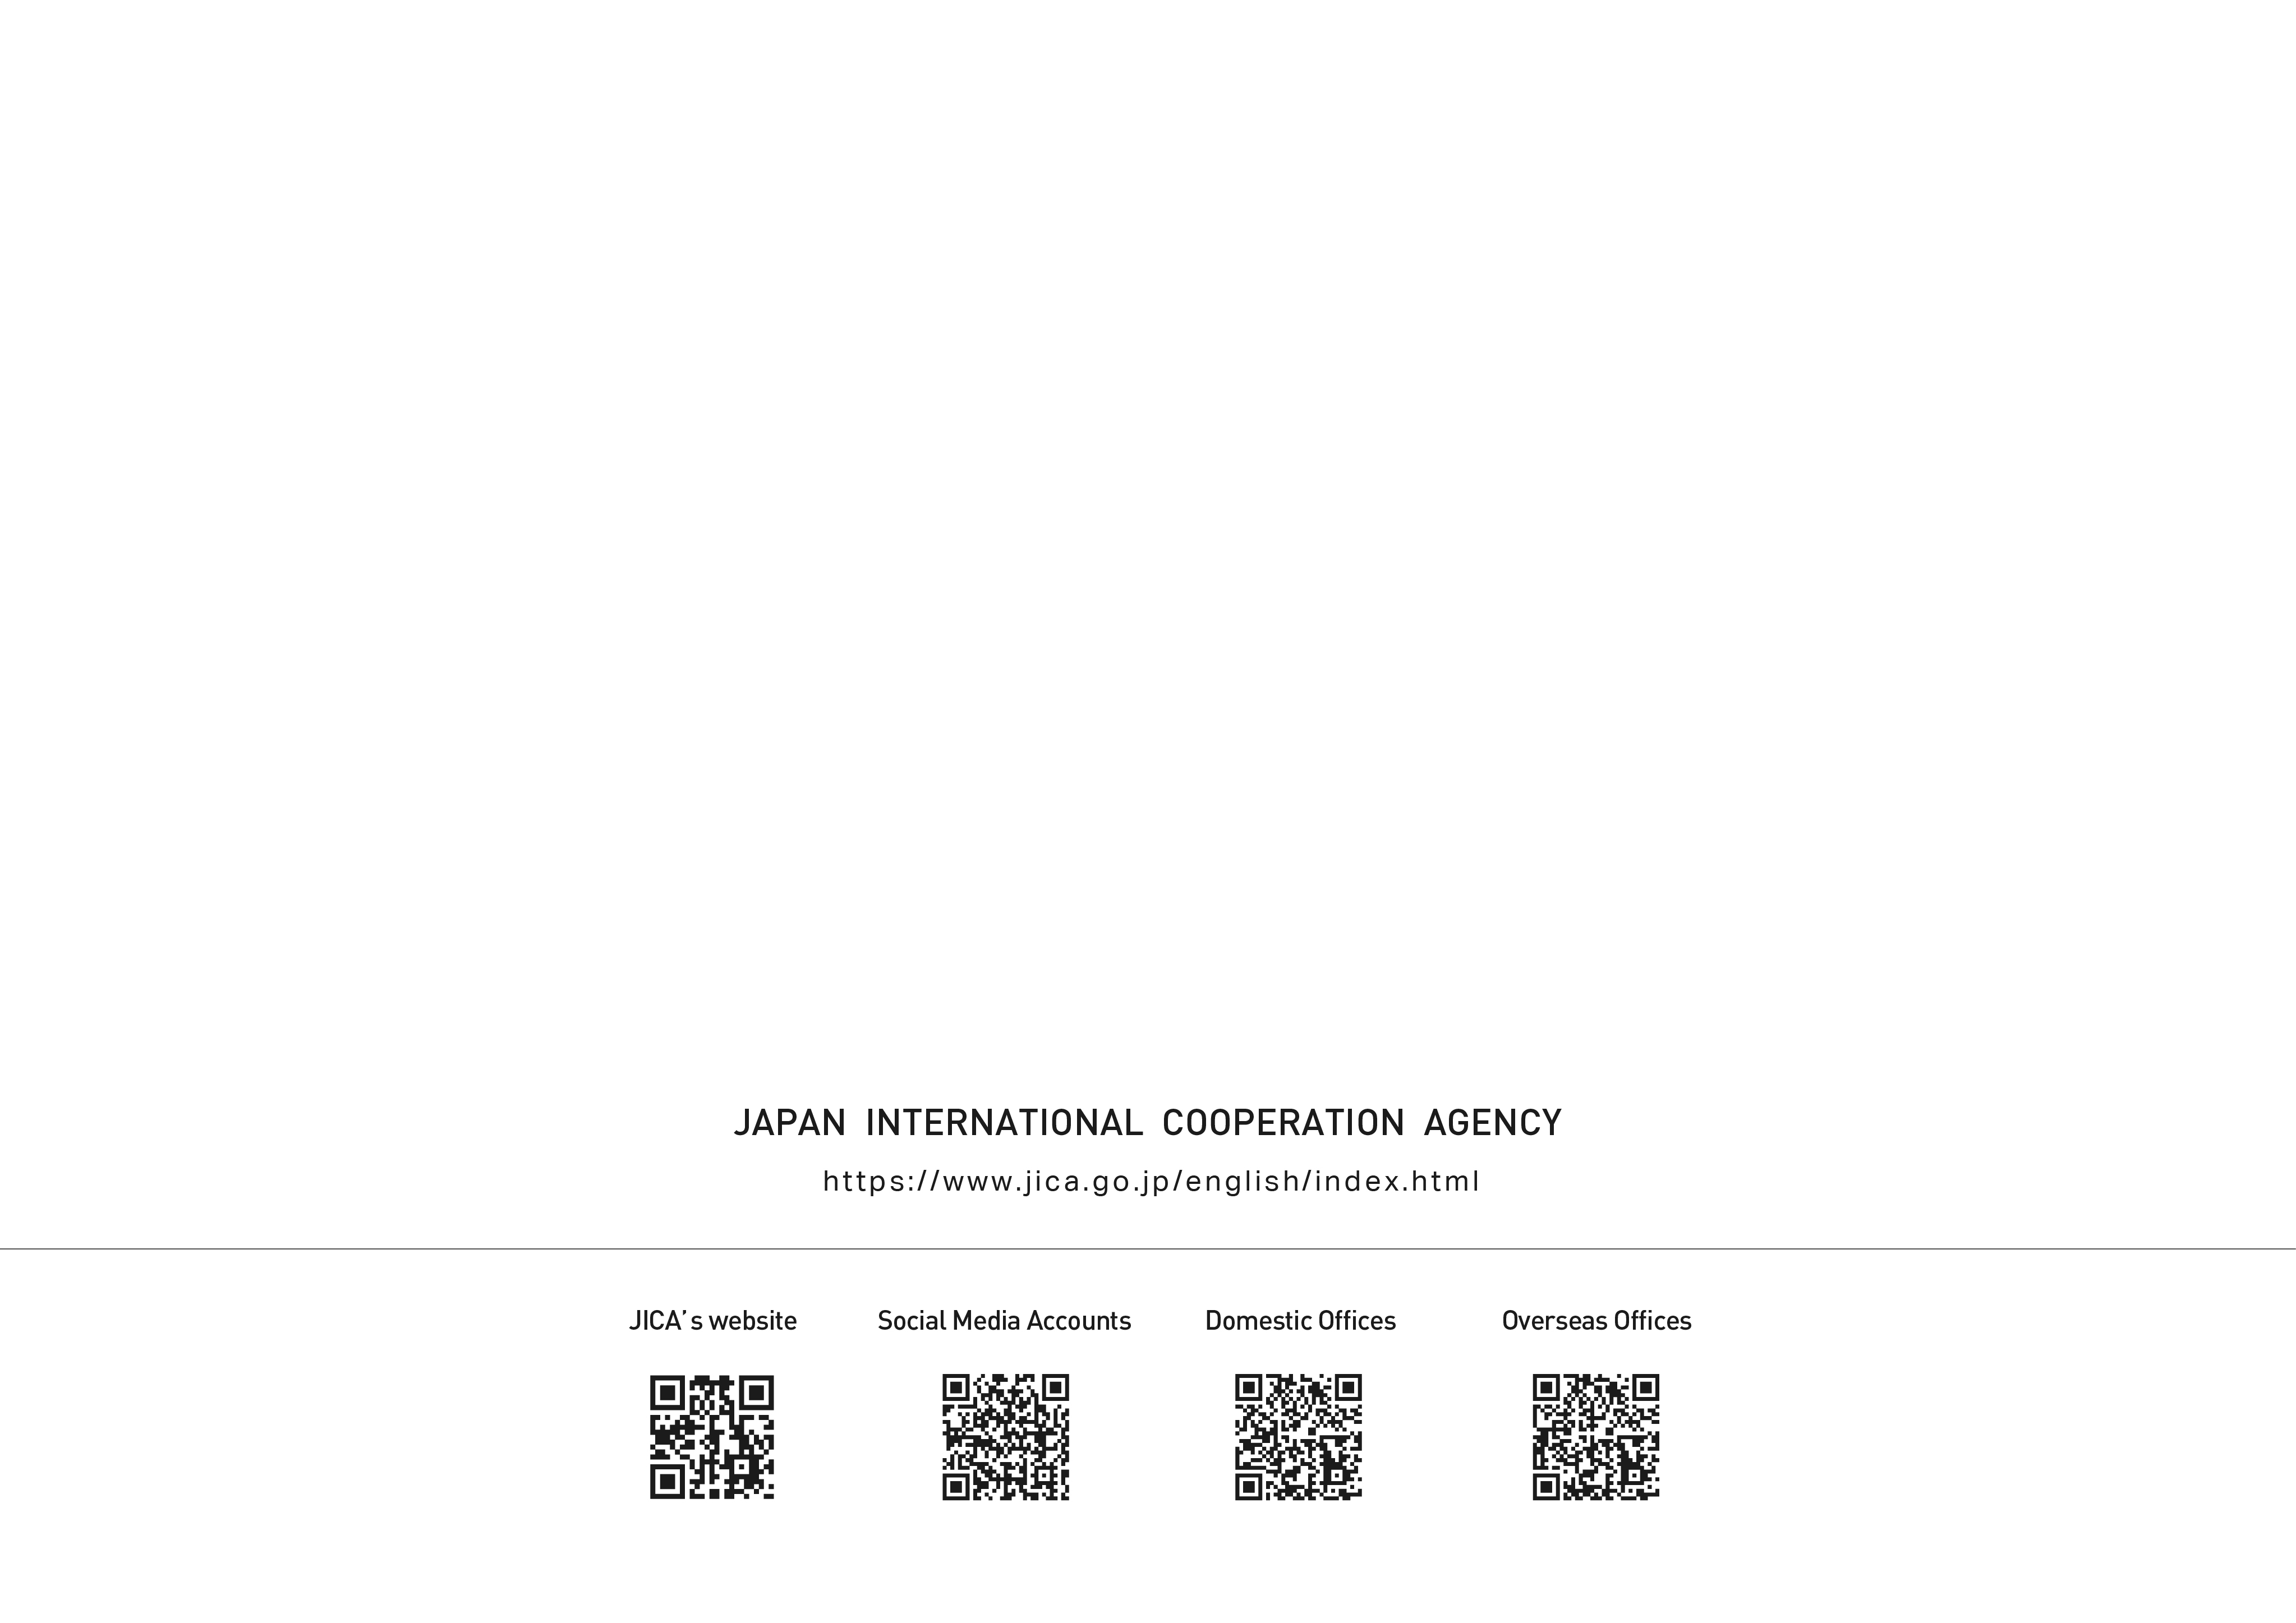 JAPAN INTERNATIONAL COOPERATION AGENCY
https://www.jica.go.jp/english/index.html
JICA’s website
Social Media Accounts
Domestic Offices
Overseas Offices